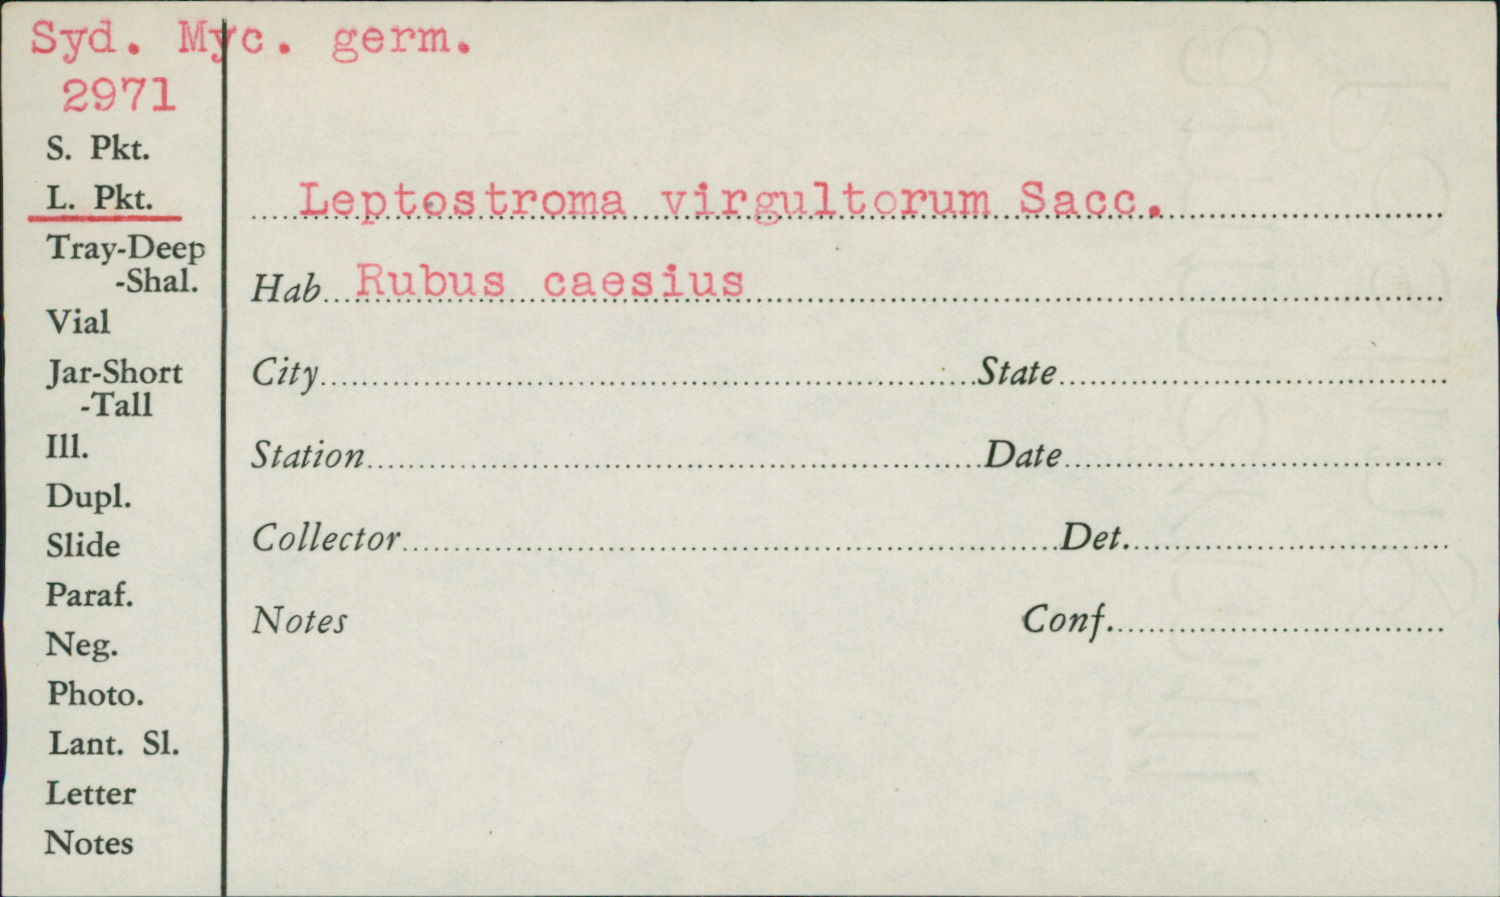 Syd. Myc. germ.
2971
S. Pkt.
L. Pkt.
Tray-Deep
-Shal.
Vial
Jar-Short
-Tall
Ill.
Dupl.
Slide
Paraf.
Neg.
Photo.
Lant. Sl.
Letter
Notes
Leptostroma virgultorum Sacc.
Hab Rubus caesius
City State
Station Date
Collector Det.
Notes Conf.